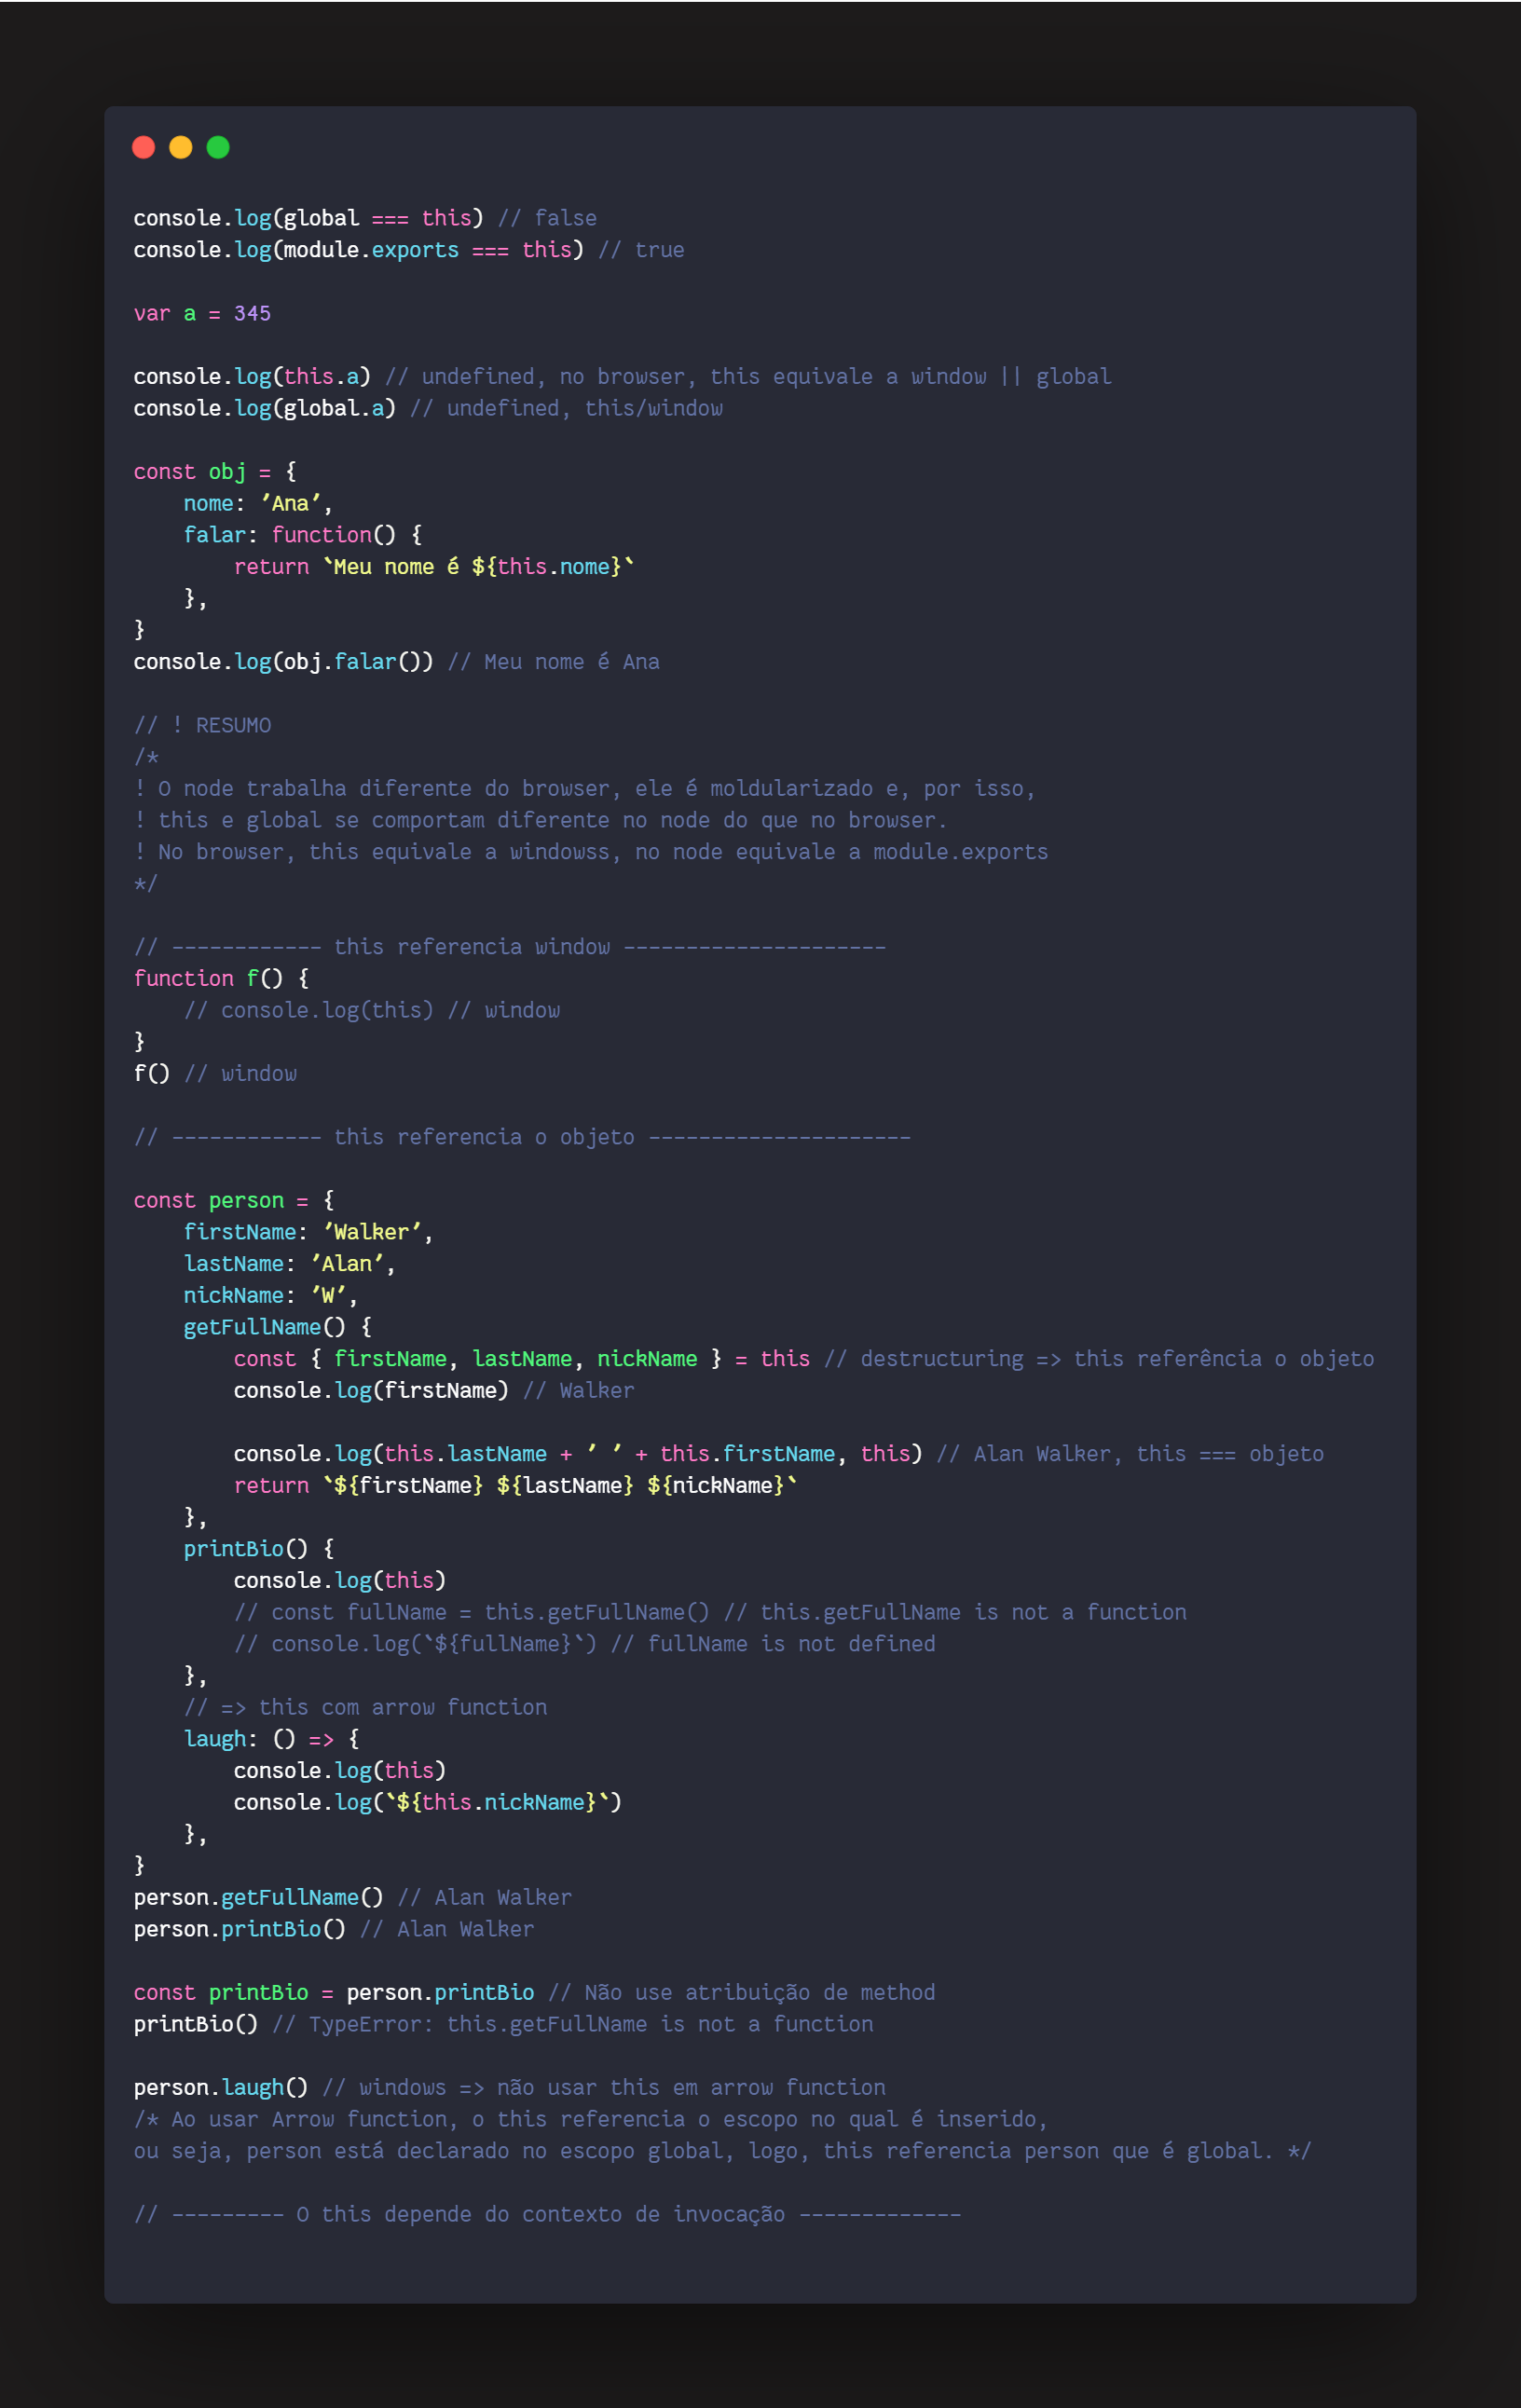 console.log(global === this) // false
console.log(module.exports === this) // true
var a = 345
console.log(this.a) // undefined, no browser, this equivale a window || global
console.log(global.a) // undefined, this/window
const obj = {
    nome: 'Ana',
    falar: function() {
        return `Meu nome é ${this.nome}`
    },
}
console.log(obj.falar()) // Meu nome é Ana
// ! RESUMO
/*
! O node trabalha diferente do browser, ele é moldularizado e, por isso,
! this e global se comportam diferente no node do que no browser.
! No browser, this equivale a windowss, no node equivale a module.exports
*/
// ------------ this referencia window ---------------------
function f() {
    // console.log(this) // window
}
f() // window
// ------------ this referencia o objeto ---------------------
const person = {
    firstName: 'Walker',
    lastName: 'Alan',
    nickName: 'W',
    getFullName() {
        const { firstName, lastName, nickName } = this // destructuring => this referência o objeto
        console.log(firstName) // Walker
        console.log(this.lastName + ' ' + this.firstName, this) // Alan Walker, this === objeto
        return `${firstName} ${lastName} ${nickName}`
    },
    printBio() {
        console.log(this)
        // const fullName = this.getFullName() // this.getFullName is not a function
        // console.log(`${fullName}`) // fullName is not defined
    },
    // => this com arrow function
    laugh: () => {
        console.log(this)
        console.log(`${this.nickName}`)
    },
}
person.getFullName() // Alan Walker
person.printBio() // Alan Walker
const printBio = person.printBio // Não use atribuição de method
printBio() // TypeError: this.getFullName is not a function
person.laugh() // windows => não usar this em arrow function
/* Ao usar Arrow function, o this referencia o escopo no qual é inserido,
ou seja, person está declarado no escopo global, logo, this referencia person que é global. */
// --------- O this depende do contexto de invocação -------------